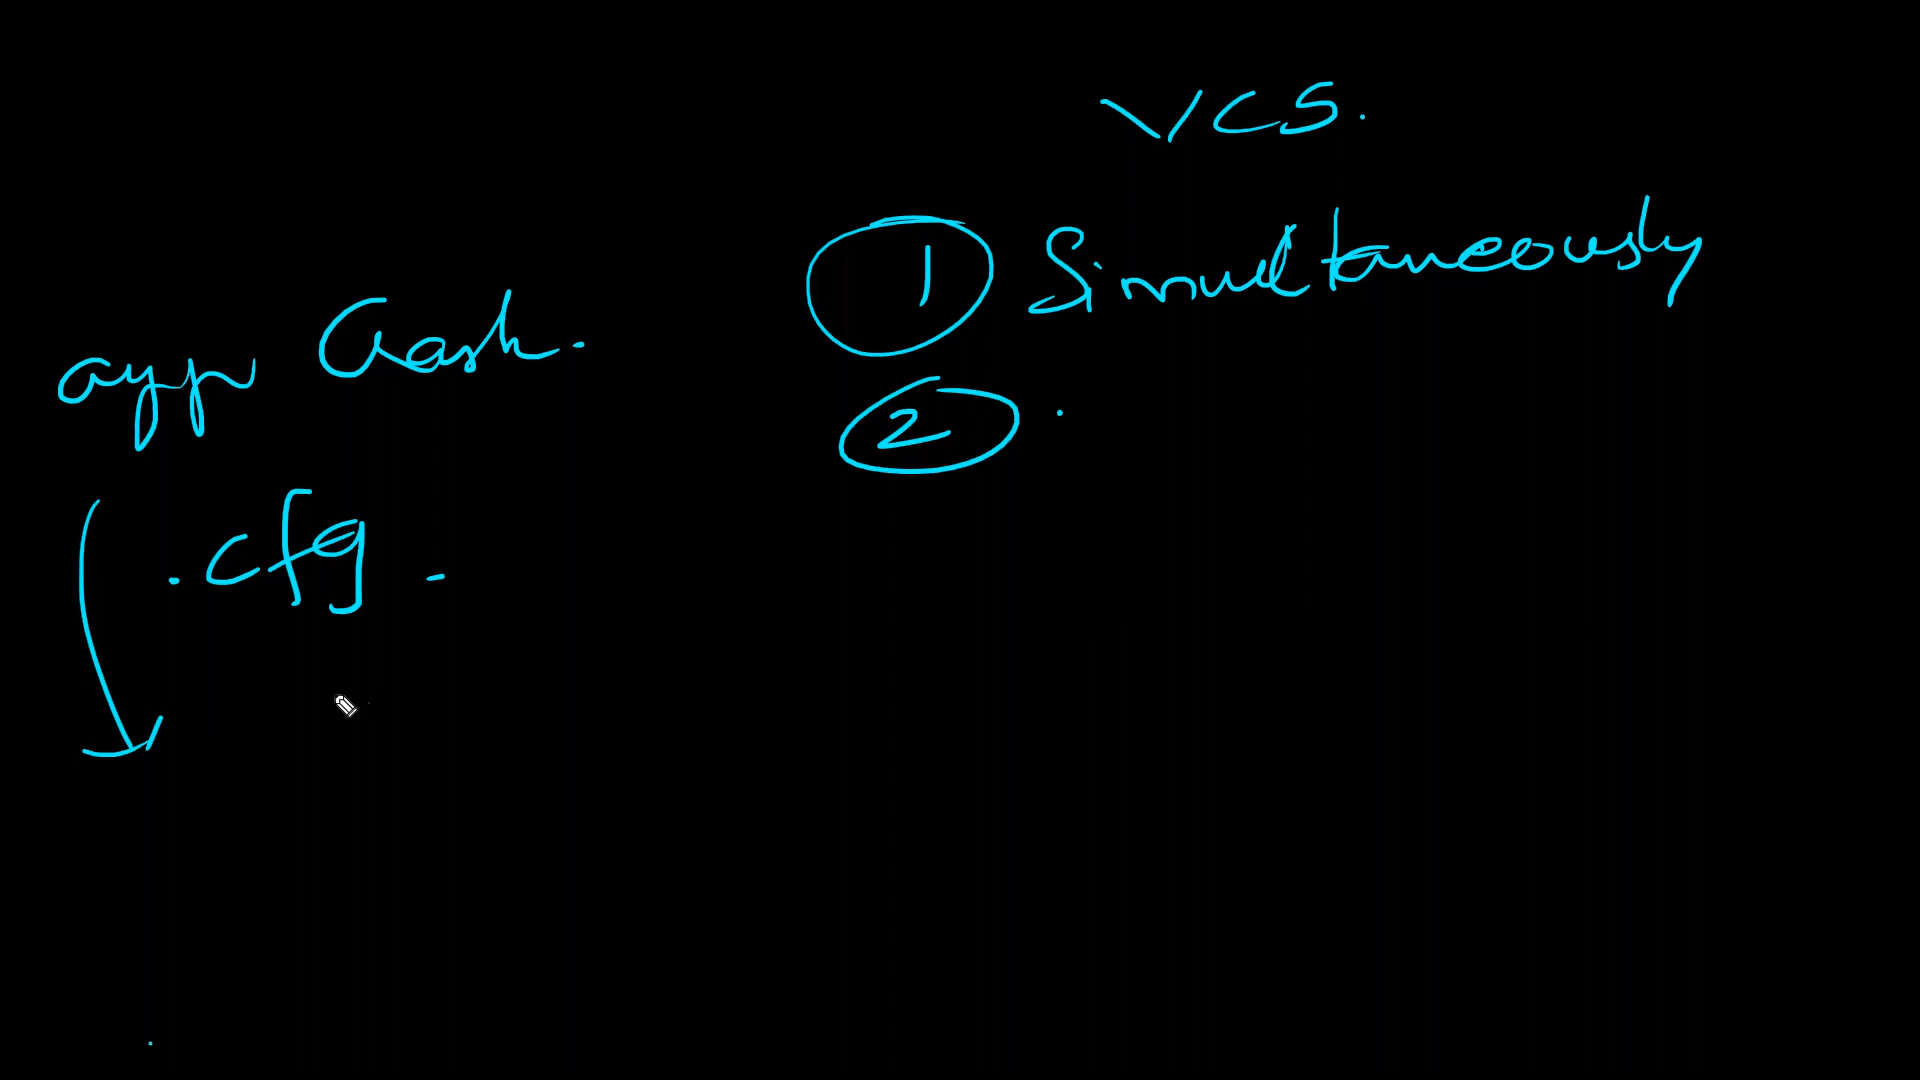 VCS.
1 Simultaneously
2 .
app Crash.
.cfg -